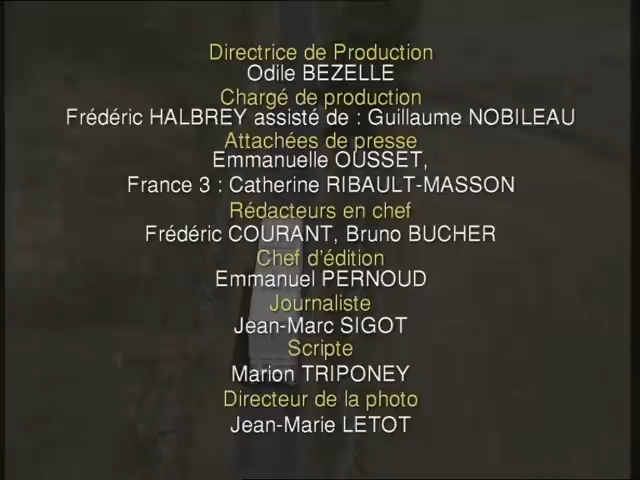 Directrice de Production
Odile BEZELLE
Chargé de production
Frédéric HALBREY assisté de : Guillaume NOBILEAU
Attachées de presse
Emmanuelle OUSSET,
France 3 : Catherine RIBAULT-MASSON
Rédacteurs en chef
Frédéric COURANT, Bruno BUCHER
Chef d'édition
Emmanuel PERNOUD
Journaliste
Jean-Marc SIGOT
Scripte
Marion TRIPONEY
Directeur de la photo
Jean-Marie LETOT